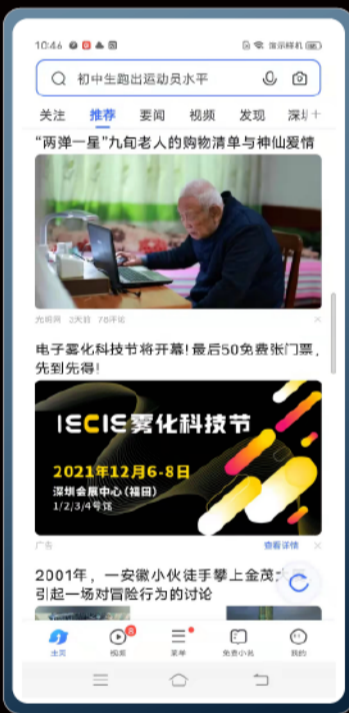 10:46
演示样机
初中生跑出运动员水平
关注 推荐 要闻 视频 发现 深圳
“两弹一星”九旬老人的购物清单与神仙爱情
光明网 3天前 78评论
电子雾化科技节将开幕!最后50免费张门票,
先到先得!
IECIE雾化科技节
2021年12月6-8日
深圳会展中心(福田)
1/2/3/4号馆
广告 查看详情
2001年，一安徽小伙徒手攀上金茂大
引起一场对冒险行为的讨论
主页 视频 菜单 免费小说 我的